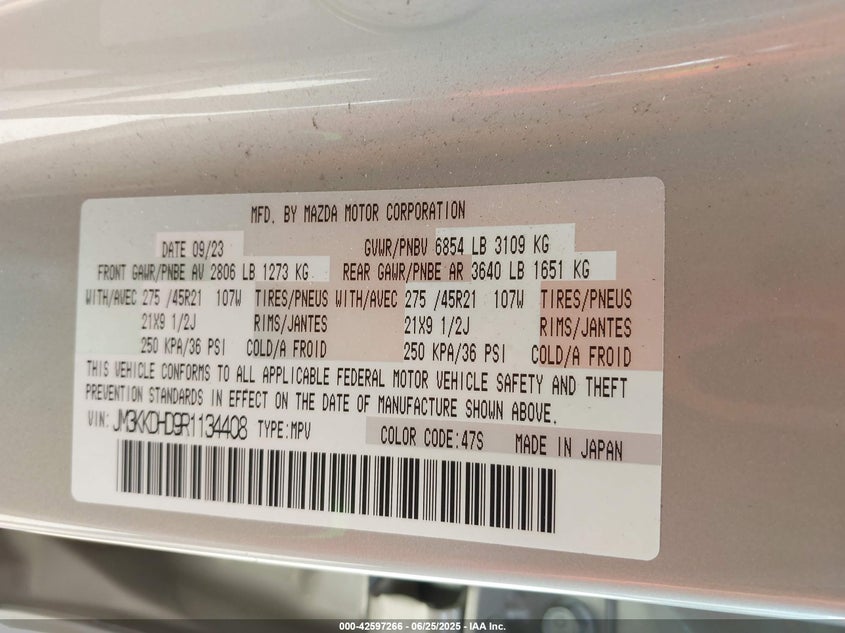 MFD. BY MAZDA MOTOR CORPORATION
DATE 09/23 GVWR/PNBV 6854 LB 3109 KG
FRONT GAWR/PNBE AV 2806 LB 1273 KG REAR GAWR/PNBE AR 3640 LB 1651 KG
WITH/AVEC 275 /45R21 107W TIRES/PNEUS WITH/AVEC 275 /45R21 107W TIRES/PNEUS
21X9 1/2J RIMS/JANTES 21X9 1/2J RIMS/JANTES
250 KPA/36 PSI COLD/A FROID 250 KPA/36 PSI COLD/A FROID
THIS VEHICLE CONFORMS TO ALL APPLICABLE FEDERAL MOTOR VEHICLE SAFETY AND THEFT
PREVENTION STANDARDS IN EFFECT ON THE DATE OF MANUFACTURE SHOWN ABOVE.
VIN: JM3KKDHD9R1134408 TYPE:MPV COLOR CODE:47S MADE IN JAPAN
000-42597266 - 06/25/2025 - IAA Inc.